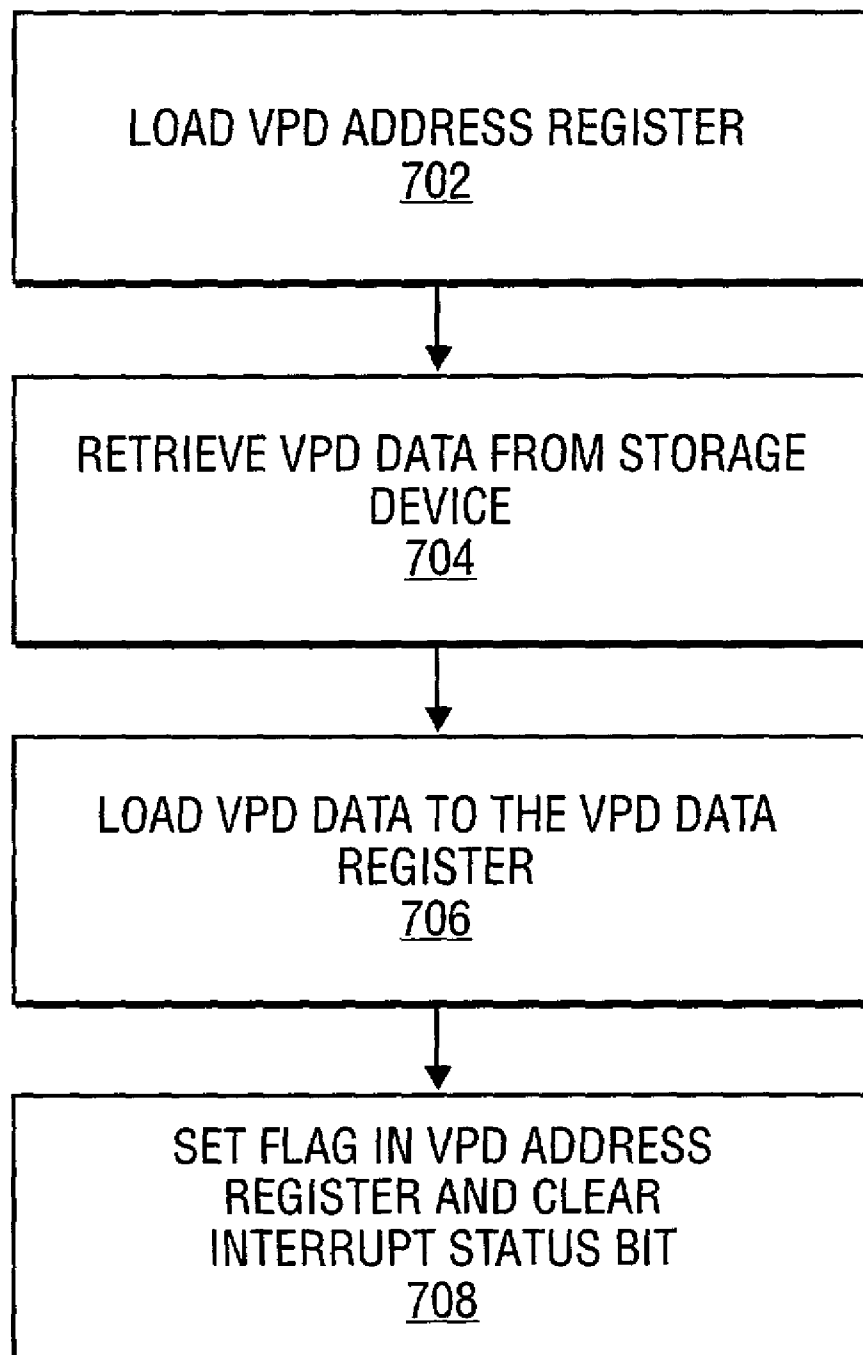 LOAD VPD ADDRESS REGISTER
702
RETRIEVE VPD DATA FROM STORAGE
DEVICE
704
LOAD VPD DATA TO THE VPD DATA
REGISTER
706
SET FLAG IN VPD ADDRESS
REGISTER AND CLEAR
INTERRUPT STATUS BIT
708